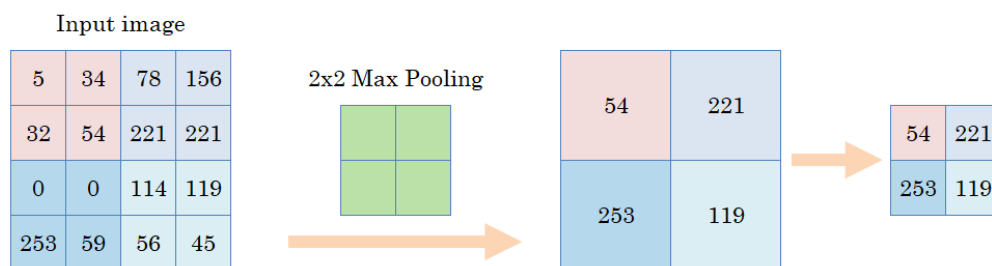 Input image
5 34 78 156
32 54 221 221
0 0 114 119
253 59 56 45
2x2 Max Pooling
54 221
253 119
54 221
253 119